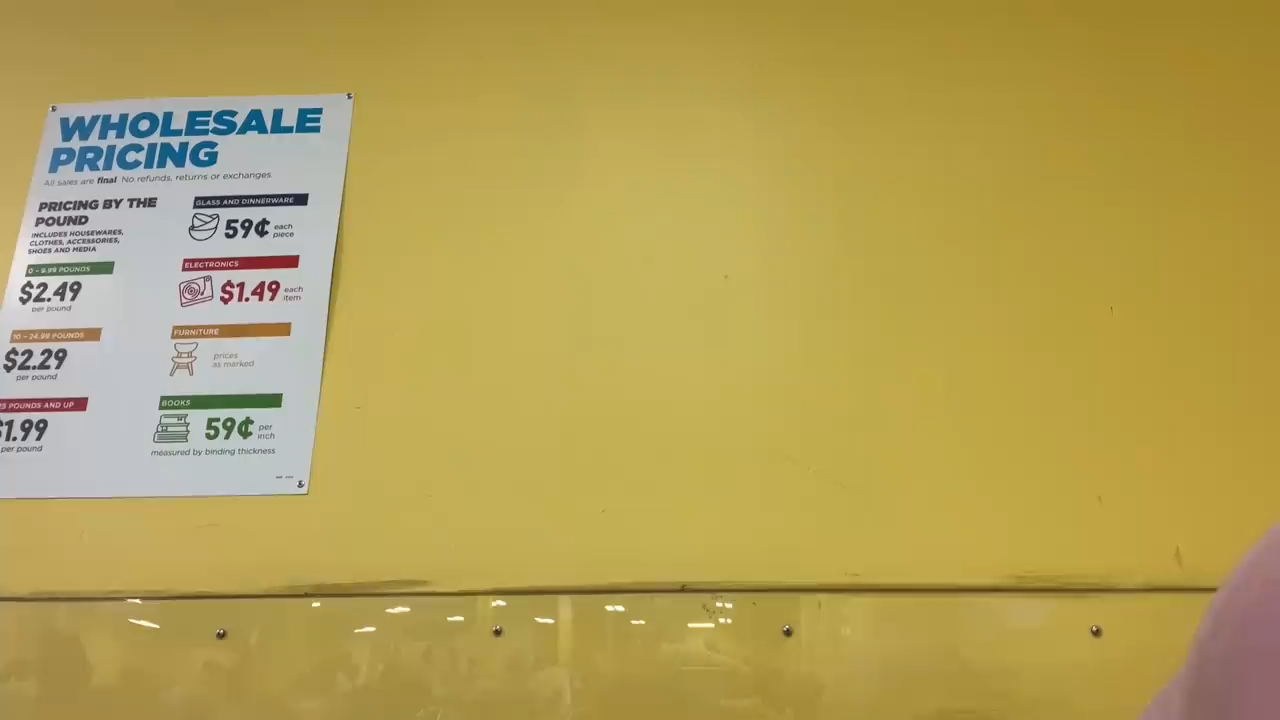 WHOLESALE
PRICING
All sales are final. No refunds, returns or exchanges.
PRICING BY THE
POUND
INCLUDES HOUSEWARES,
CLOTHES, ACCESSORIES,
SHOES AND MEDIA
0 – 9.99 POUNDS
$2.49
per pound
10 – 24.99 POUNDS
$2.29
per pound
25 POUNDS AND UP
$1.99
per pound
GLASS AND DINNERWARE
59¢ each
piece
ELECTRONICS
$1.49 each
item
FURNITURE
prices
as marked
BOOKS
59¢ per
inch
measured by binding thickness